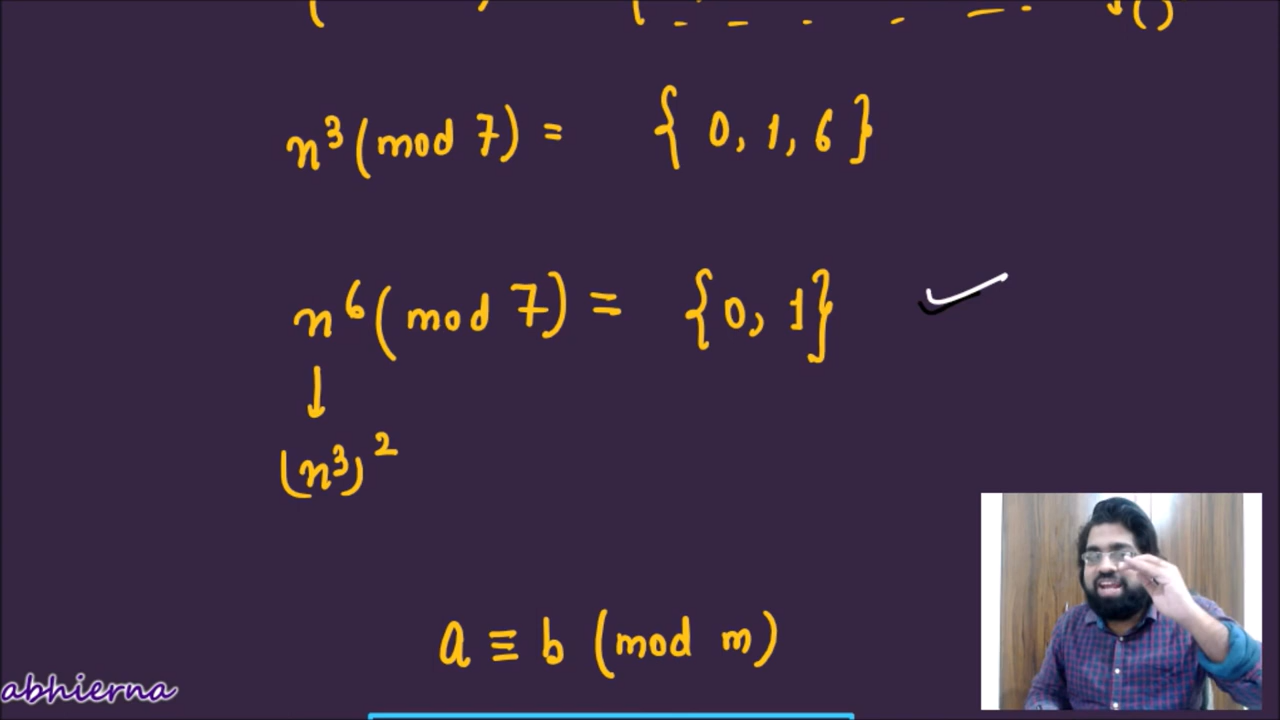 n³ (mod 7) = { 0, 1, 6 }
n⁶ (mod 7) = { 0, 1 }
↓
(n³)²
a ≡ b (mod m)
abhierna